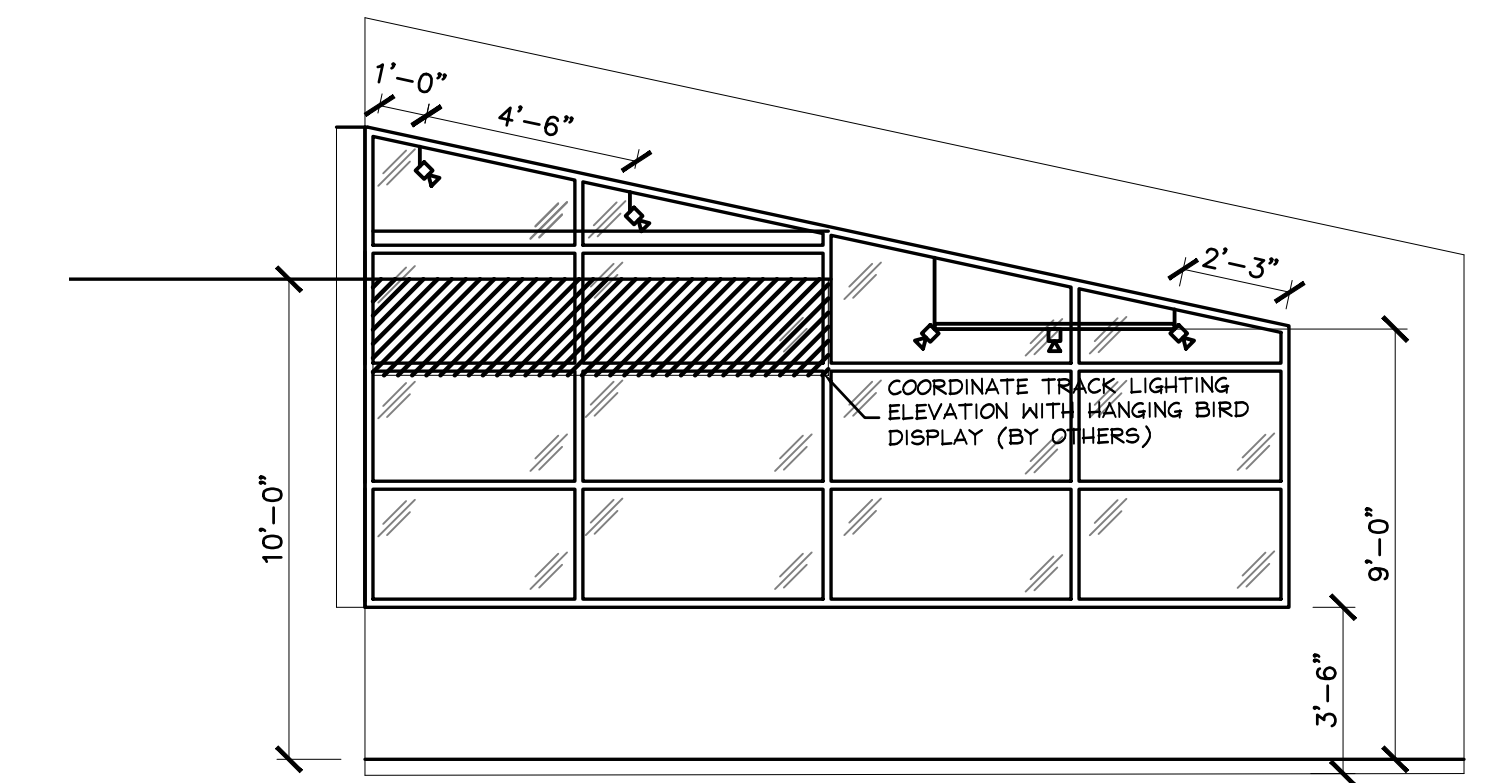 1'-0"
4'-6"
2'-3"
COORDINATE TRACK LIGHTING
ELEVATION WITH HANGING BIRD
DISPLAY (BY OTHERS)
10'-0"
9'-0"
3'-6"